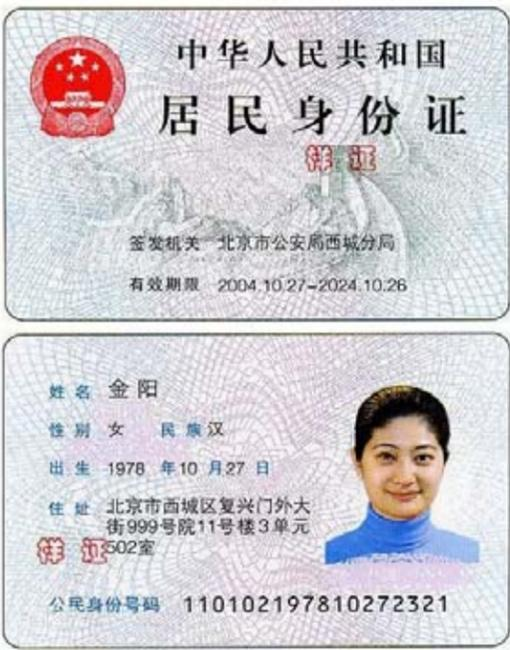 中华人民共和国
居民身份证
样 证
签发机关 北京市公安局西城分局
有效期限 2004.10.27-2024.10.26
姓名 金阳
性别 女 民族 汉
出生 1978 年 10 月 27 日
住址 北京市西城区复兴门外大
街999号院11号楼3单元
502室
样 证
公民身份号码 110102197810272321